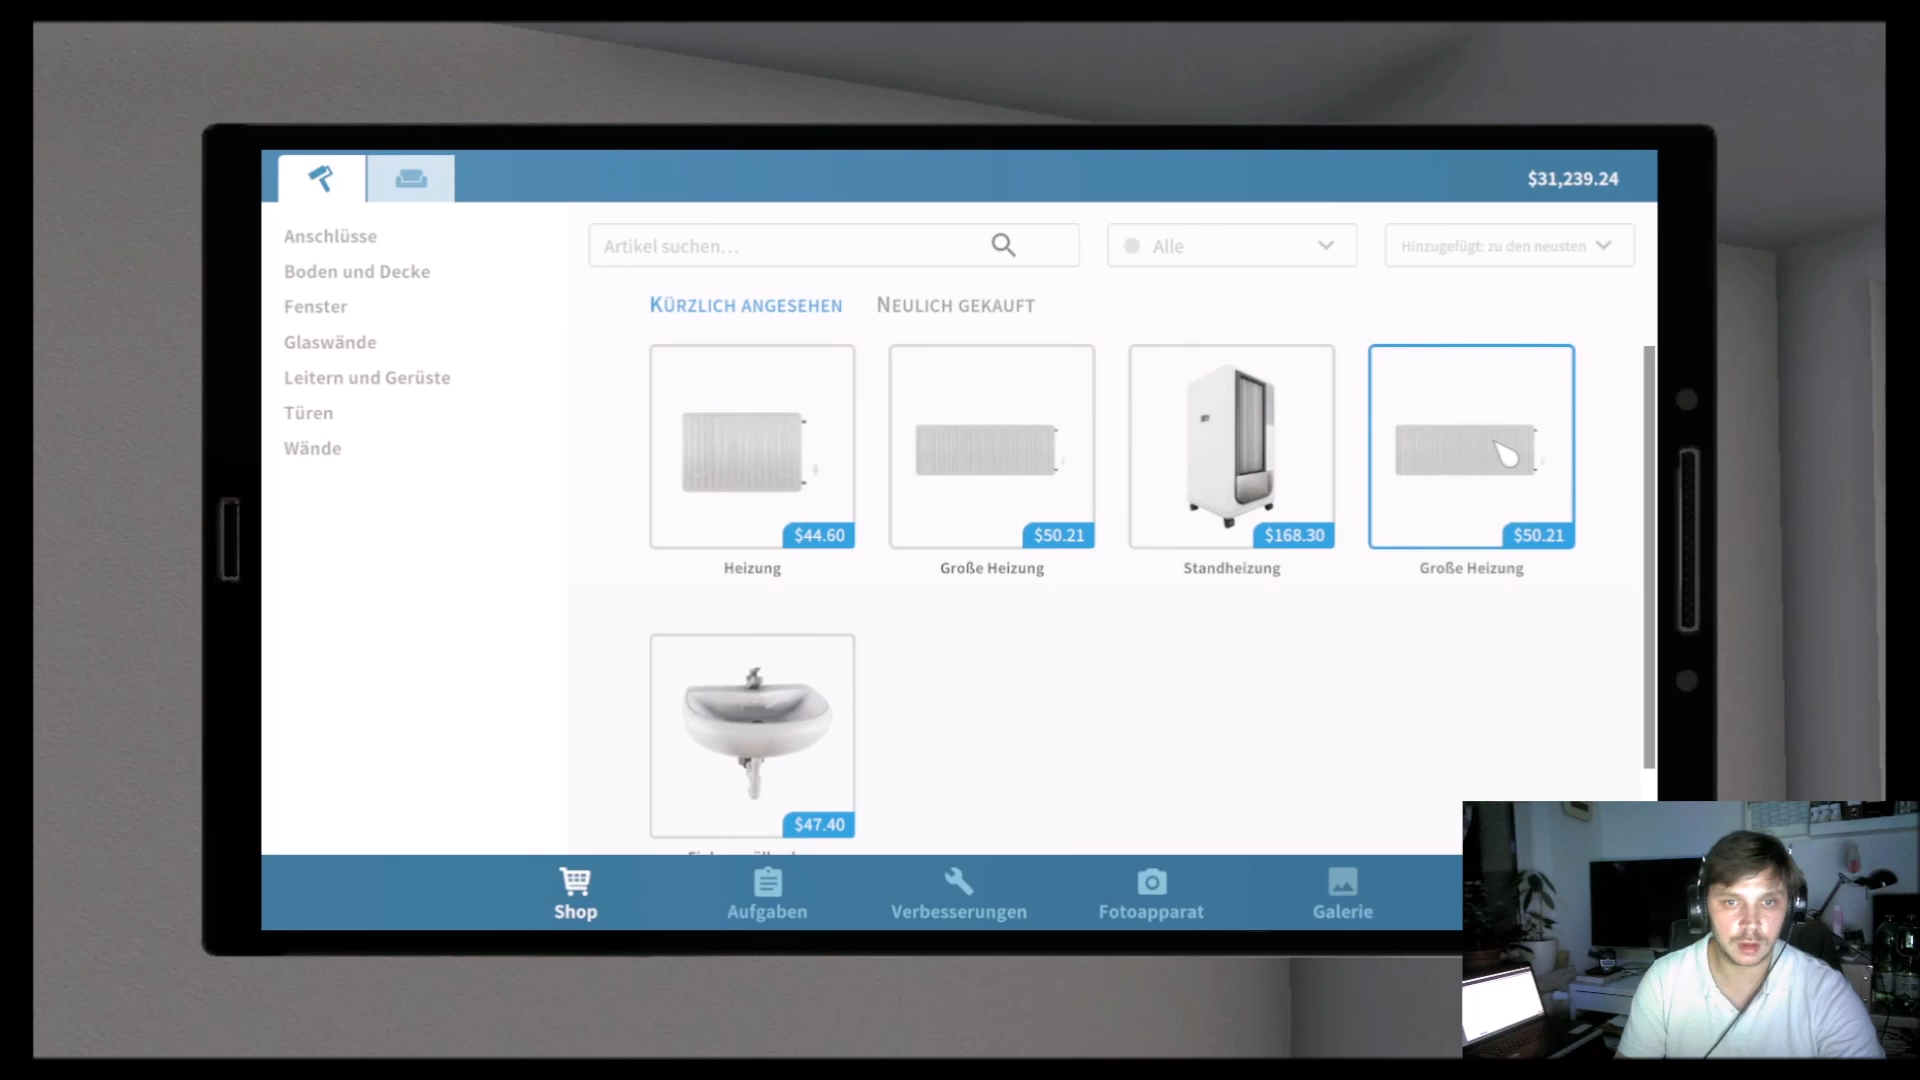 $31,239.24
Anschlüsse
Boden und Decke
Fenster
Glaswände
Leitern und Gerüste
Türen
Wände
Artikel suchen...
Alle
Hinzugefügt: zu den neusten
KÜRZLICH ANGESEHEN
NEULICH GEKAUFT
$44.60
$50.21
$168.30
$50.21
Heizung
Große Heizung
Standheizung
Große Heizung
$47.40
Shop
Aufgaben
Verbesserungen
Fotoapparat
Galerie